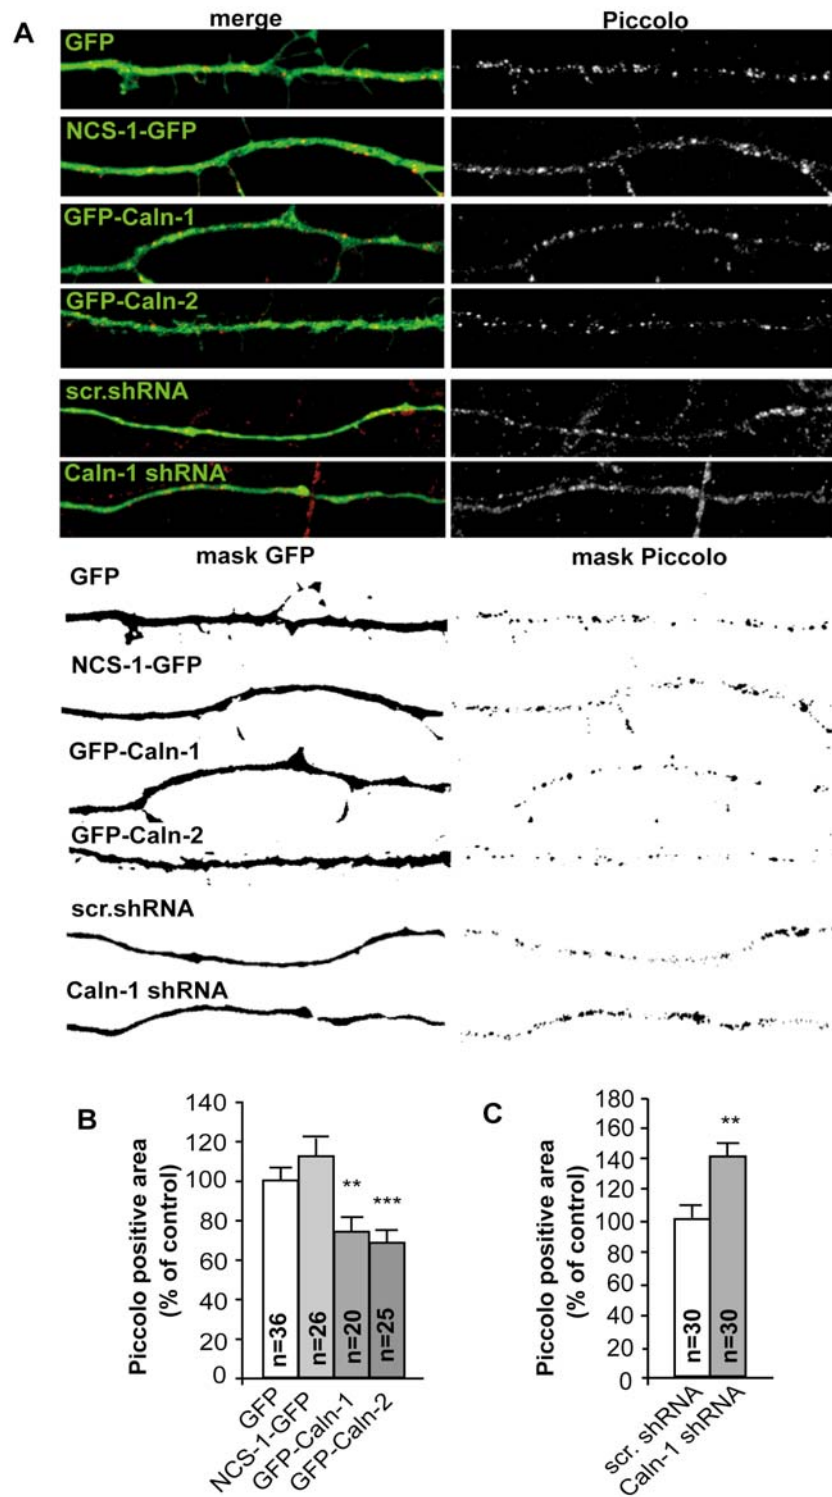 A
merge
Piccolo
GFP
NCS-1-GFP
GFP-Caln-1
GFP-Caln-2
scr.shRNA
Caln-1 shRNA
mask GFP
mask Piccolo
GFP
NCS-1-GFP
GFP-Caln-1
GFP-Caln-2
scr.shRNA
Caln-1 shRNA
B
Piccolo positive area
(% of control)
140
120
100
80
60
40
20
0
**
***
n=36
n=26
n=20
n=25
GFP
NCS-1-GFP
GFP-Caln-1
GFP-Caln-2
C
Piccolo positive area
(% of control)
180
160
140
120
100
80
60
40
20
0
**
n=30
n=30
scr. shRNA
Caln-1 shRNA